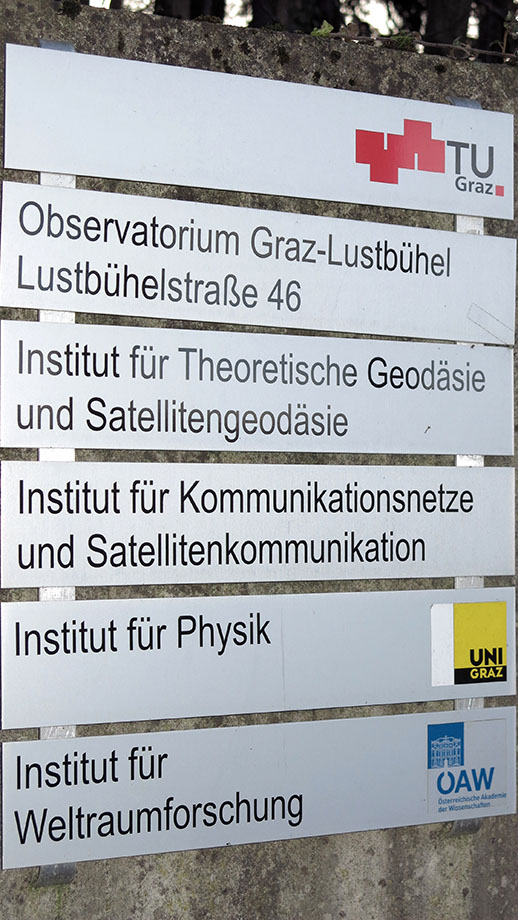 TU
Graz
Observatorium Graz-Lustbühel
Lustbühelstraße 46
Institut für Theoretische Geodäsie
und Satellitengeodäsie
Institut für Kommunikationsnetze
und Satellitenkommunikation
Institut für Physik
UNI
GRAZ
Institut für
Weltraumforschung
ÖAW
Österreichische Akademie
der Wissenschaften